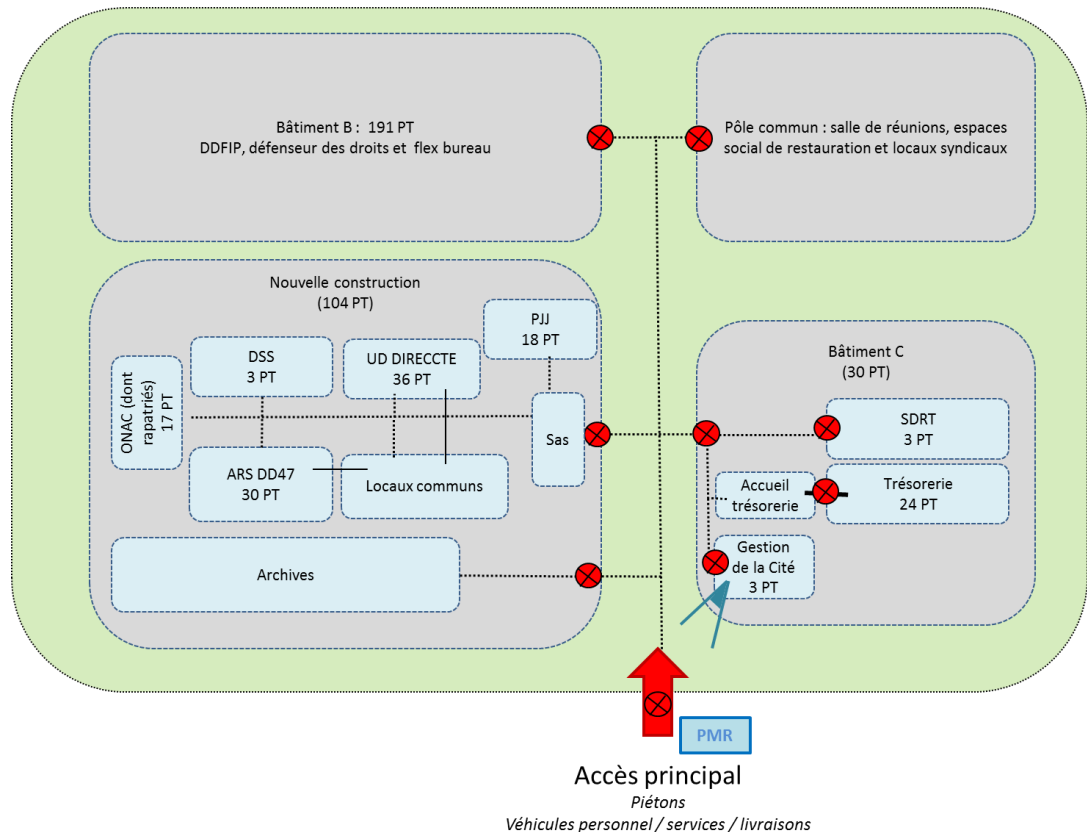 Bâtiment B : 191 PT
DDFIP, défenseur des droits et flex bureau
Pôle commun : salle de réunions, espaces
social de restauration et locaux syndicaux
Nouvelle construction
(104 PT)
PJJ
18 PT
DSS
3 PT
UD DIRECCTE
36 PT
ONAC (dont
rapatriés)
17 PT
Sas
ARS DD47
30 PT
Locaux communs
Archives
Bâtiment C
(30 PT)
SDRT
3 PT
Accueil
trésorerie
Trésorerie
24 PT
Gestion
de la Cité
3 PT
PMR
Accès principal
Piétons
Véhicules personnel / services / livraisons